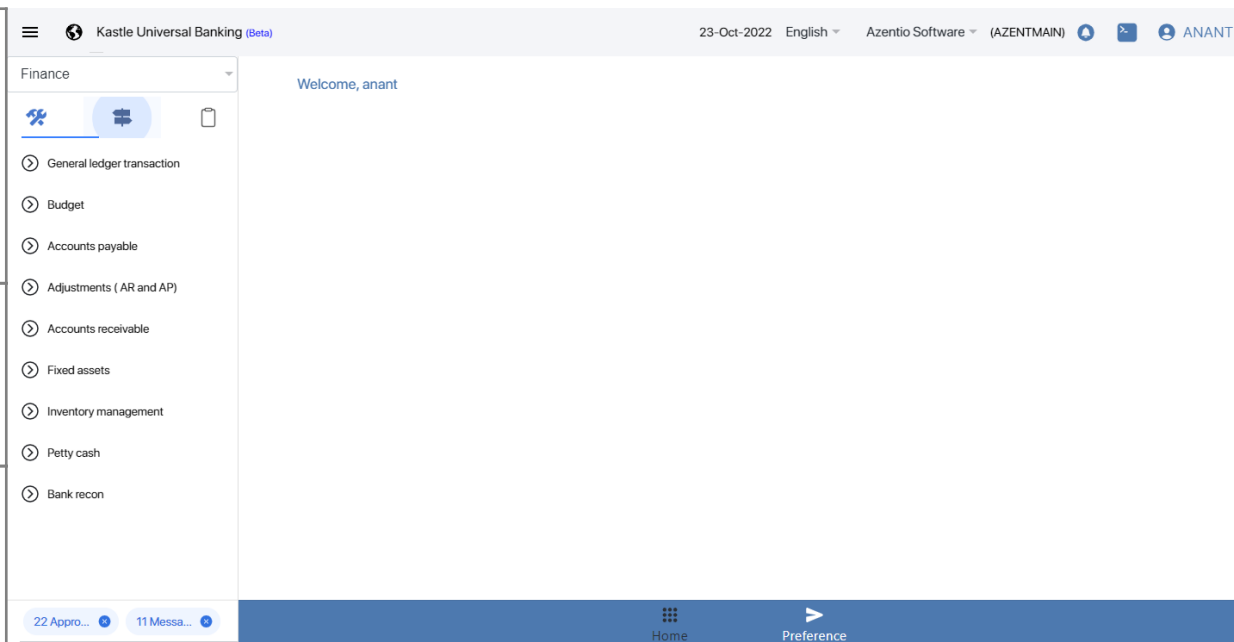 Kastle Universal Banking (Beta) 23-Oct-2022 English Azentio Software (AZENTMAIN) ANANT
Finance
Welcome, anant
General ledger transaction
Budget
Accounts payable
Adjustments ( AR and AP)
Accounts receivable
Fixed assets
Inventory management
Petty cash
Bank recon
22 Appro... 11 Messa...
Home Preference